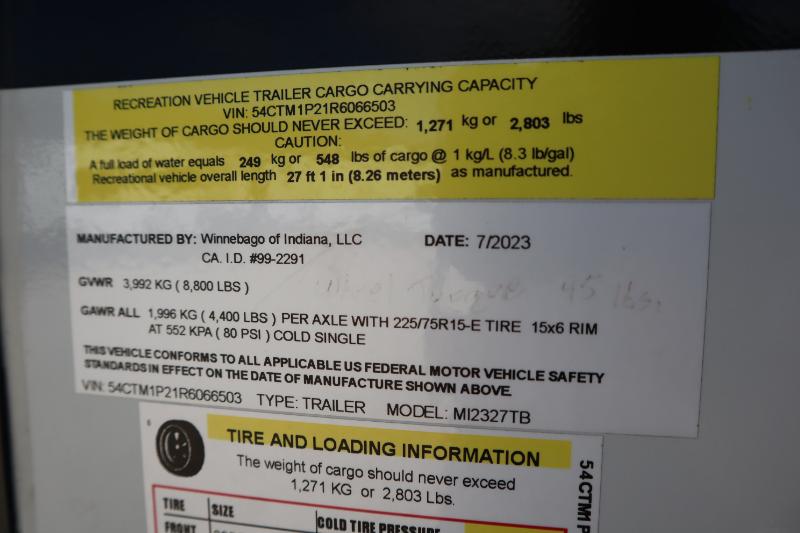 RECREATION VEHICLE TRAILER CARGO CARRYING CAPACITY
VIN: 54CTM1P21R6066503
THE WEIGHT OF CARGO SHOULD NEVER EXCEED: 1,271 kg or 2,803 lbs
CAUTION:
A full load of water equals 249 kg or 548 lbs of cargo @ 1 kg/L (8.3 lb/gal)
Recreational vehicle overall length 27 ft 1 in (8.26 meters) as manufactured.
MANUFACTURED BY: Winnebago of Indiana, LLC DATE: 7/2023
CA. I.D. #99-2291
GVWR 3,992 KG ( 8,800 LBS )
Torque 45 lbs.
GAWR ALL 1,996 KG ( 4,400 LBS ) PER AXLE WITH 225/75R15-E TIRE 15x6 RIM
AT 552 KPA ( 80 PSI ) COLD SINGLE
THIS VEHICLE CONFORMS TO ALL APPLICABLE US FEDERAL MOTOR VEHICLE SAFETY
STANDARDS IN EFFECT ON THE DATE OF MANUFACTURE SHOWN ABOVE.
VIN: 54CTM1P21R6066503 TYPE: TRAILER MODEL: MI2327TB
TIRE AND LOADING INFORMATION
The weight of cargo should never exceed
1,271 KG or 2,803 Lbs.
TIRE SIZE COLD TIRE PRESSURE
FRONT
54CTM1P